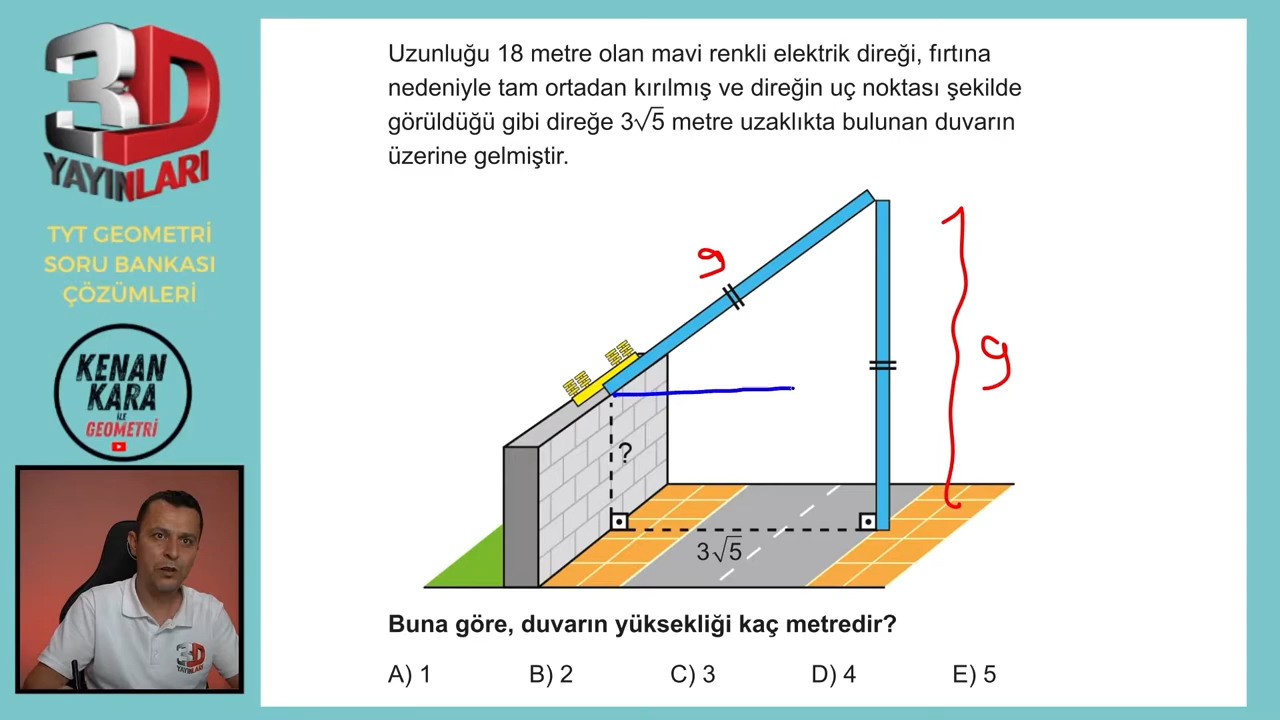 3D
YAYINLARI
TYT GEOMETRİ
SORU BANKASI
ÇÖZÜMLERİ
KENAN
KARA
İLE
GEOMETRİ
3D
YAYINLARI
Uzunluğu 18 metre olan mavi renkli elektrik direği, fırtına
nedeniyle tam ortadan kırılmış ve direğin uç noktası şekilde
görüldüğü gibi direğe 3√5 metre uzaklıkta bulunan duvarın
üzerine gelmiştir.
9
9
?
3√5
Buna göre, duvarın yüksekliği kaç metredir?
A) 1 B) 2 C) 3 D) 4 E) 5